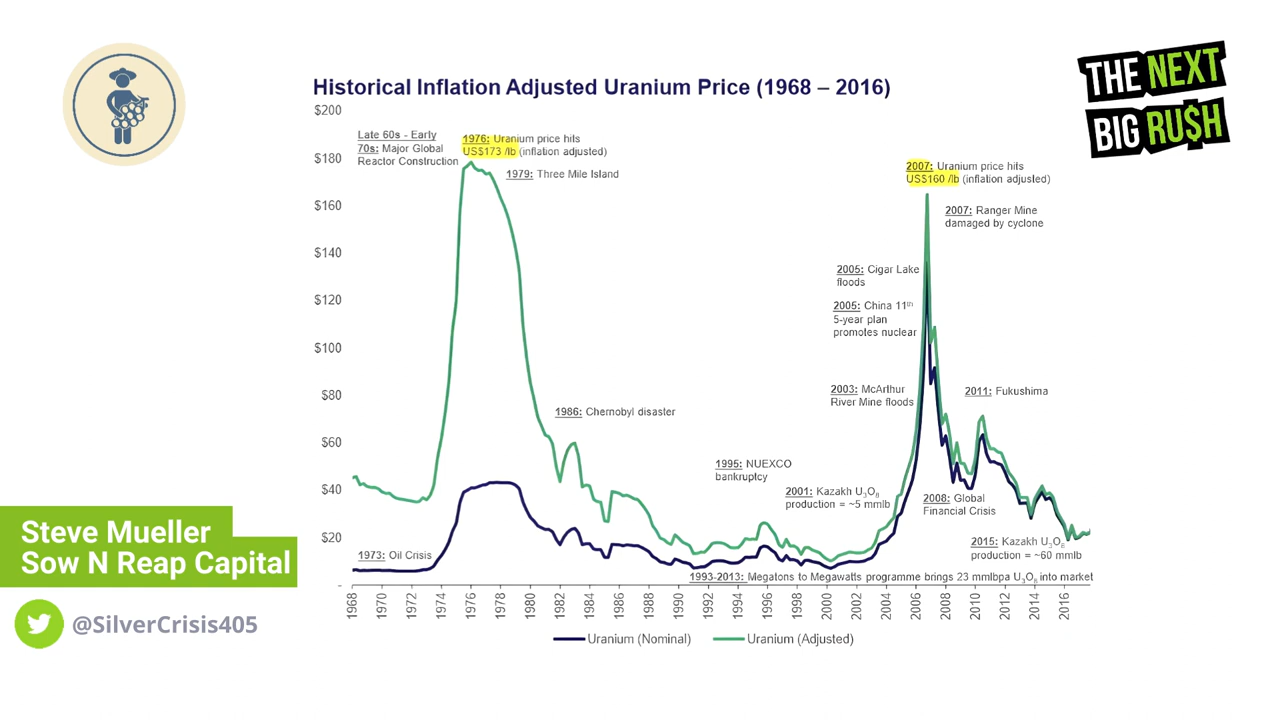 THE NEXT
BIG RU$H
Historical Inflation Adjusted Uranium Price (1968 – 2016)
$200
$180
$160
$140
$120
$100
$80
$60
$40
$20
-
Late 60s - Early
70s: Major Global
Reactor Construction
1976: Uranium price hits
US$173 /lb (inflation adjusted)
1979: Three Mile Island
2007: Uranium price hits
US$160 /lb (inflation adjusted)
2007: Ranger Mine
damaged by cyclone
2005: Cigar Lake
floods
2005: China 11th
5-year plan
promotes nuclear
2003: McArthur
River Mine floods
2011: Fukushima
1986: Chernobyl disaster
1995: NUEXCO
bankruptcy
2001: Kazakh U3O8
production = ~5 mmlb
2008: Global
Financial Crisis
2015: Kazakh U3O8
production = ~60 mmlb
1973: Oil Crisis
1993-2013: Megatons to Megawatts programme brings 23 mmlbpa U3O8 into market
1968 1970 1972 1974 1976 1978 1980 1982 1984 1986 1988 1990 1992 1994 1996 1998 2000 2002 2004 2006 2008 2010 2012 2014 2016
Uranium (Nominal) Uranium (Adjusted)
Steve Mueller
Sow N Reap Capital
@SilverCrisis405